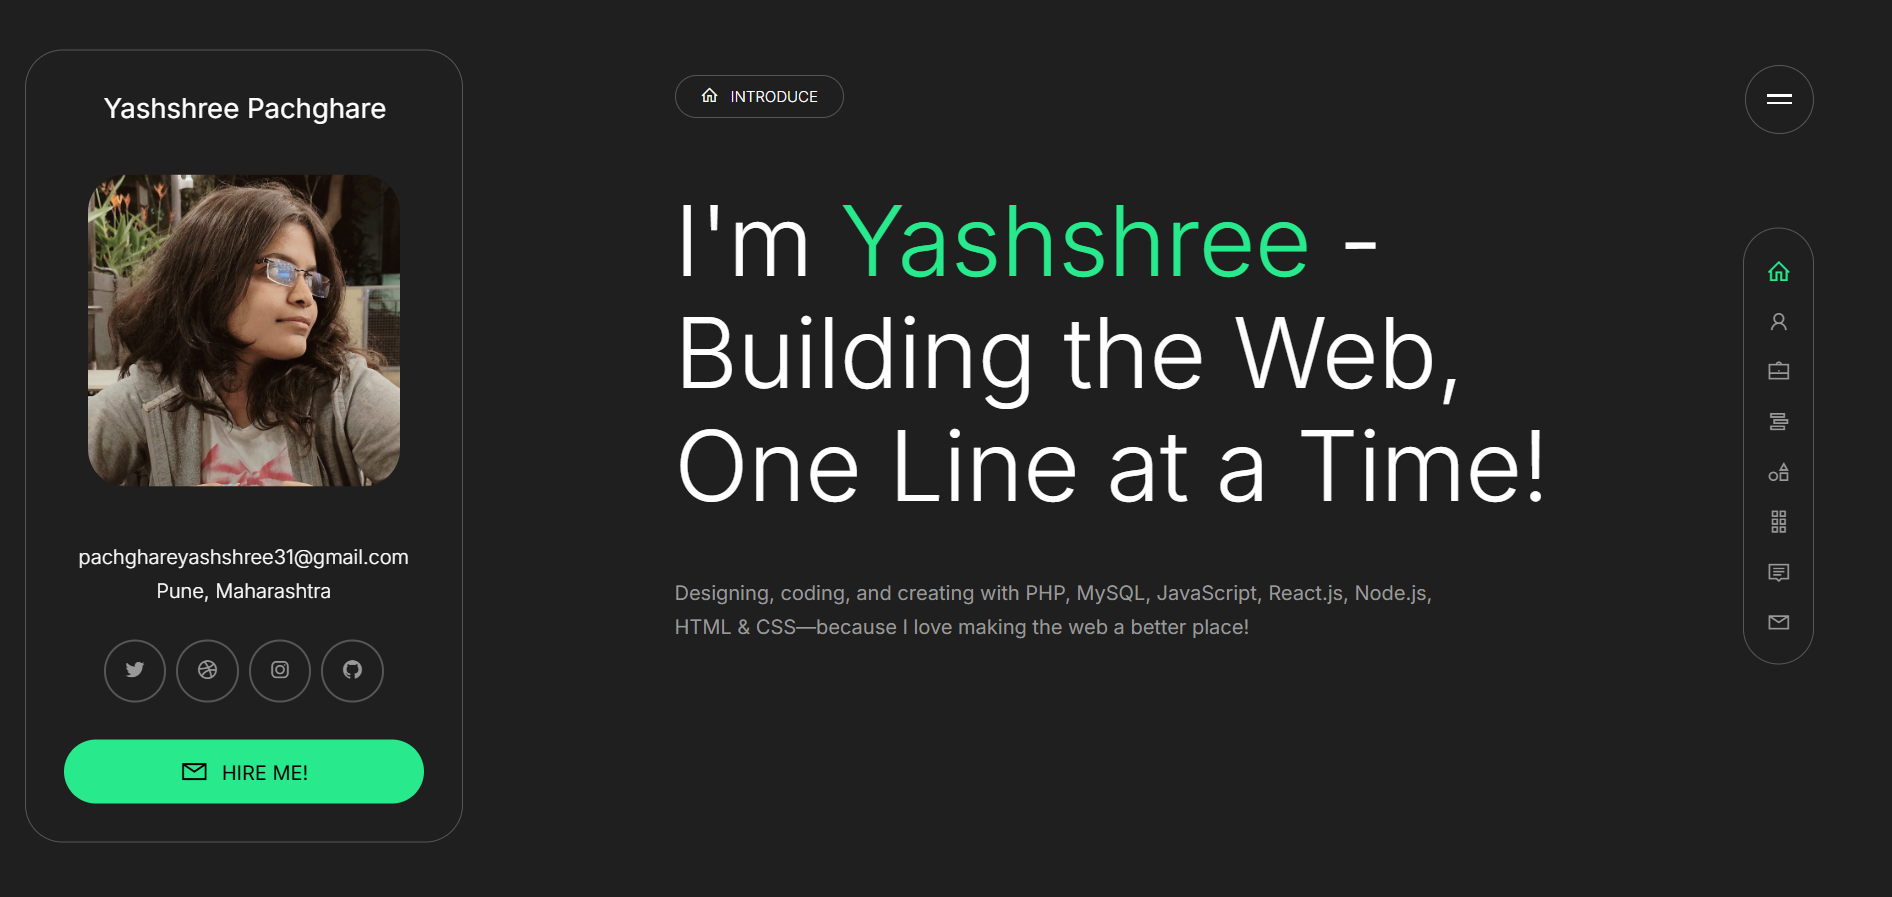 Yashshree Pachghare
pachghareyashshree31@gmail.com
Pune, Maharashtra
HIRE ME!
INTRODUCE
I'm Yashshree -
Building the Web,
One Line at a Time!
Designing, coding, and creating with PHP, MySQL, JavaScript, React.js, Node.js,
HTML & CSS—because I love making the web a better place!